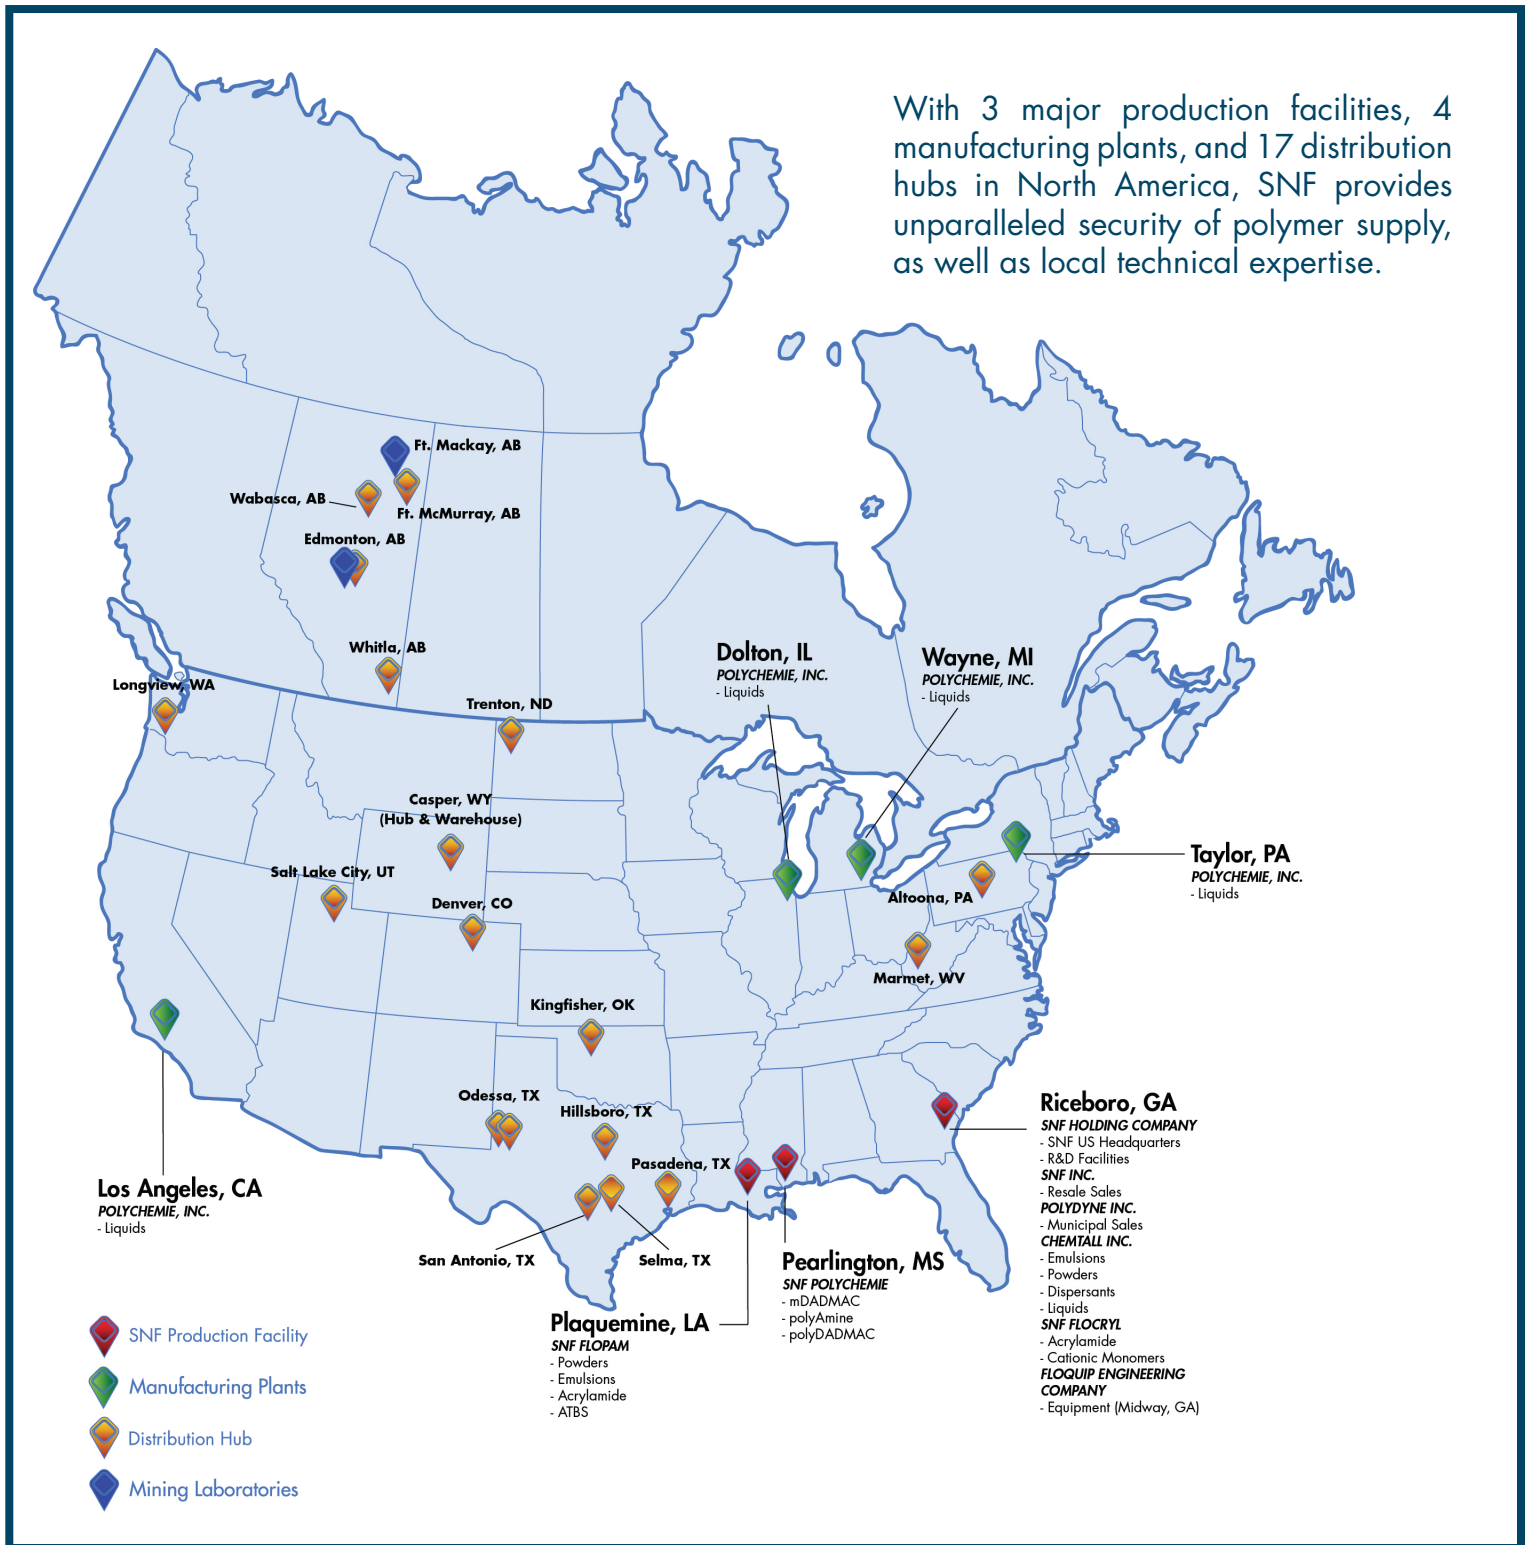 With 3 major production facilities, 4
manufacturing plants, and 17 distribution
hubs in North America, SNF provides
unparalleled security of polymer supply,
as well as local technical expertise.
Ft. Mackay, AB
Wabasca, AB
Ft. McMurray, AB
Edmonton, AB
Whitla, AB
Longview, WA
Trenton, ND
Casper, WY
(Hub & Warehouse)
Salt Lake City, UT
Denver, CO
Kingfisher, OK
Odessa, TX
Hillsboro, TX
Pasadena, TX
San Antonio, TX
Selma, TX
Altoona, PA
Marmet, WV
Dolton, IL
POLYCHEMIE, INC.
- Liquids
Wayne, MI
POLYCHEMIE, INC.
- Liquids
Taylor, PA
POLYCHEMIE, INC.
- Liquids
Los Angeles, CA
POLYCHEMIE, INC.
- Liquids
Plaquemine, LA
SNF FLOPAM
- Powders
- Emulsions
- Acrylamide
- ATBS
Pearlington, MS
SNF POLYCHEMIE
- mDADMAC
- polyAmine
- polyDADMAC
Riceboro, GA
SNF HOLDING COMPANY
- SNF US Headquarters
- R&D Facilities
SNF INC.
- Resale Sales
POLYDYNE INC.
- Municipal Sales
CHEMTALL INC.
- Emulsions
- Powders
- Dispersants
- Liquids
SNF FLOCRYL
- Acrylamide
- Cationic Monomers
FLOQUIP ENGINEERING
COMPANY
- Equipment (Midway, GA)
SNF Production Facility
Manufacturing Plants
Distribution Hub
Mining Laboratories